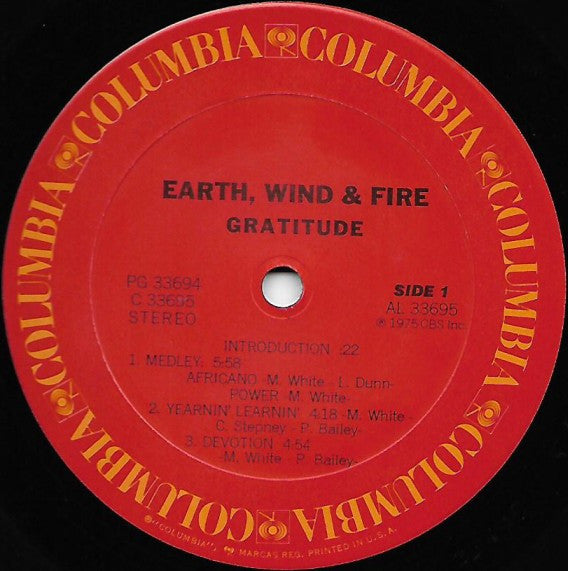 COLUMBIA COLUMBIA COLUMBIA COLUMBIA COLUMBIA COLUMBIA COLUMBIA COLUMBIA
EARTH, WIND & FIRE
GRATITUDE
PG 33694
C 33695
STEREO
SIDE 1
AL 33695
℗ 1975 CBS Inc.
INTRODUCTION :22
1. MEDLEY: 5:58
AFRICANO -M. White - L. Dunn-
POWER -M. White-
2. YEARNIN' LEARNIN' 4:18 -M. White -
C. Stepney - P. Bailey-
3. DEVOTION 4:54
-M. White - P. Bailey-
®"COLUMBIA", MARCAS REG. PRINTED IN U.S.A.